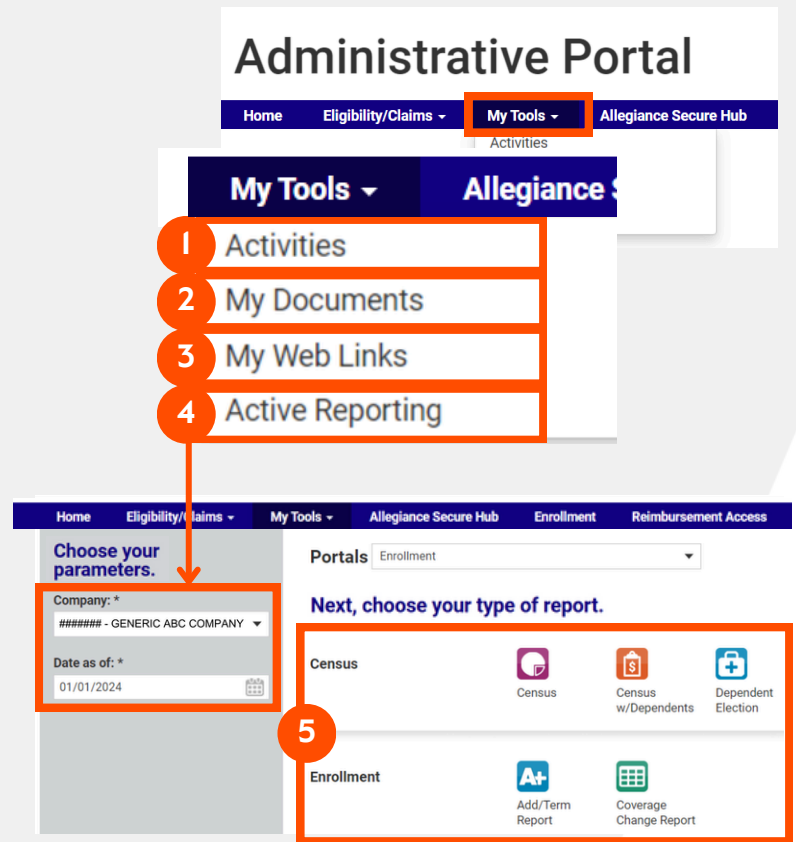 Administrative Portal
Home Eligibility/Claims My Tools Allegiance Secure Hub
Activities
My Tools Allegiance
1 Activities
2 My Documents
3 My Web Links
4 Active Reporting
Home Eligibility/Claims My Tools Allegiance Secure Hub Enrollment Reimbursement Access
Choose your
parameters.
Company: *
####### - GENERIC ABC COMPANY
Date as of: *
01/01/2024
Portals Enrollment
Next, choose your type of report.
5
Census
Census
Census
w/Dependents
Dependent
Election
Enrollment
A+
Add/Term
Report
Coverage
Change Report